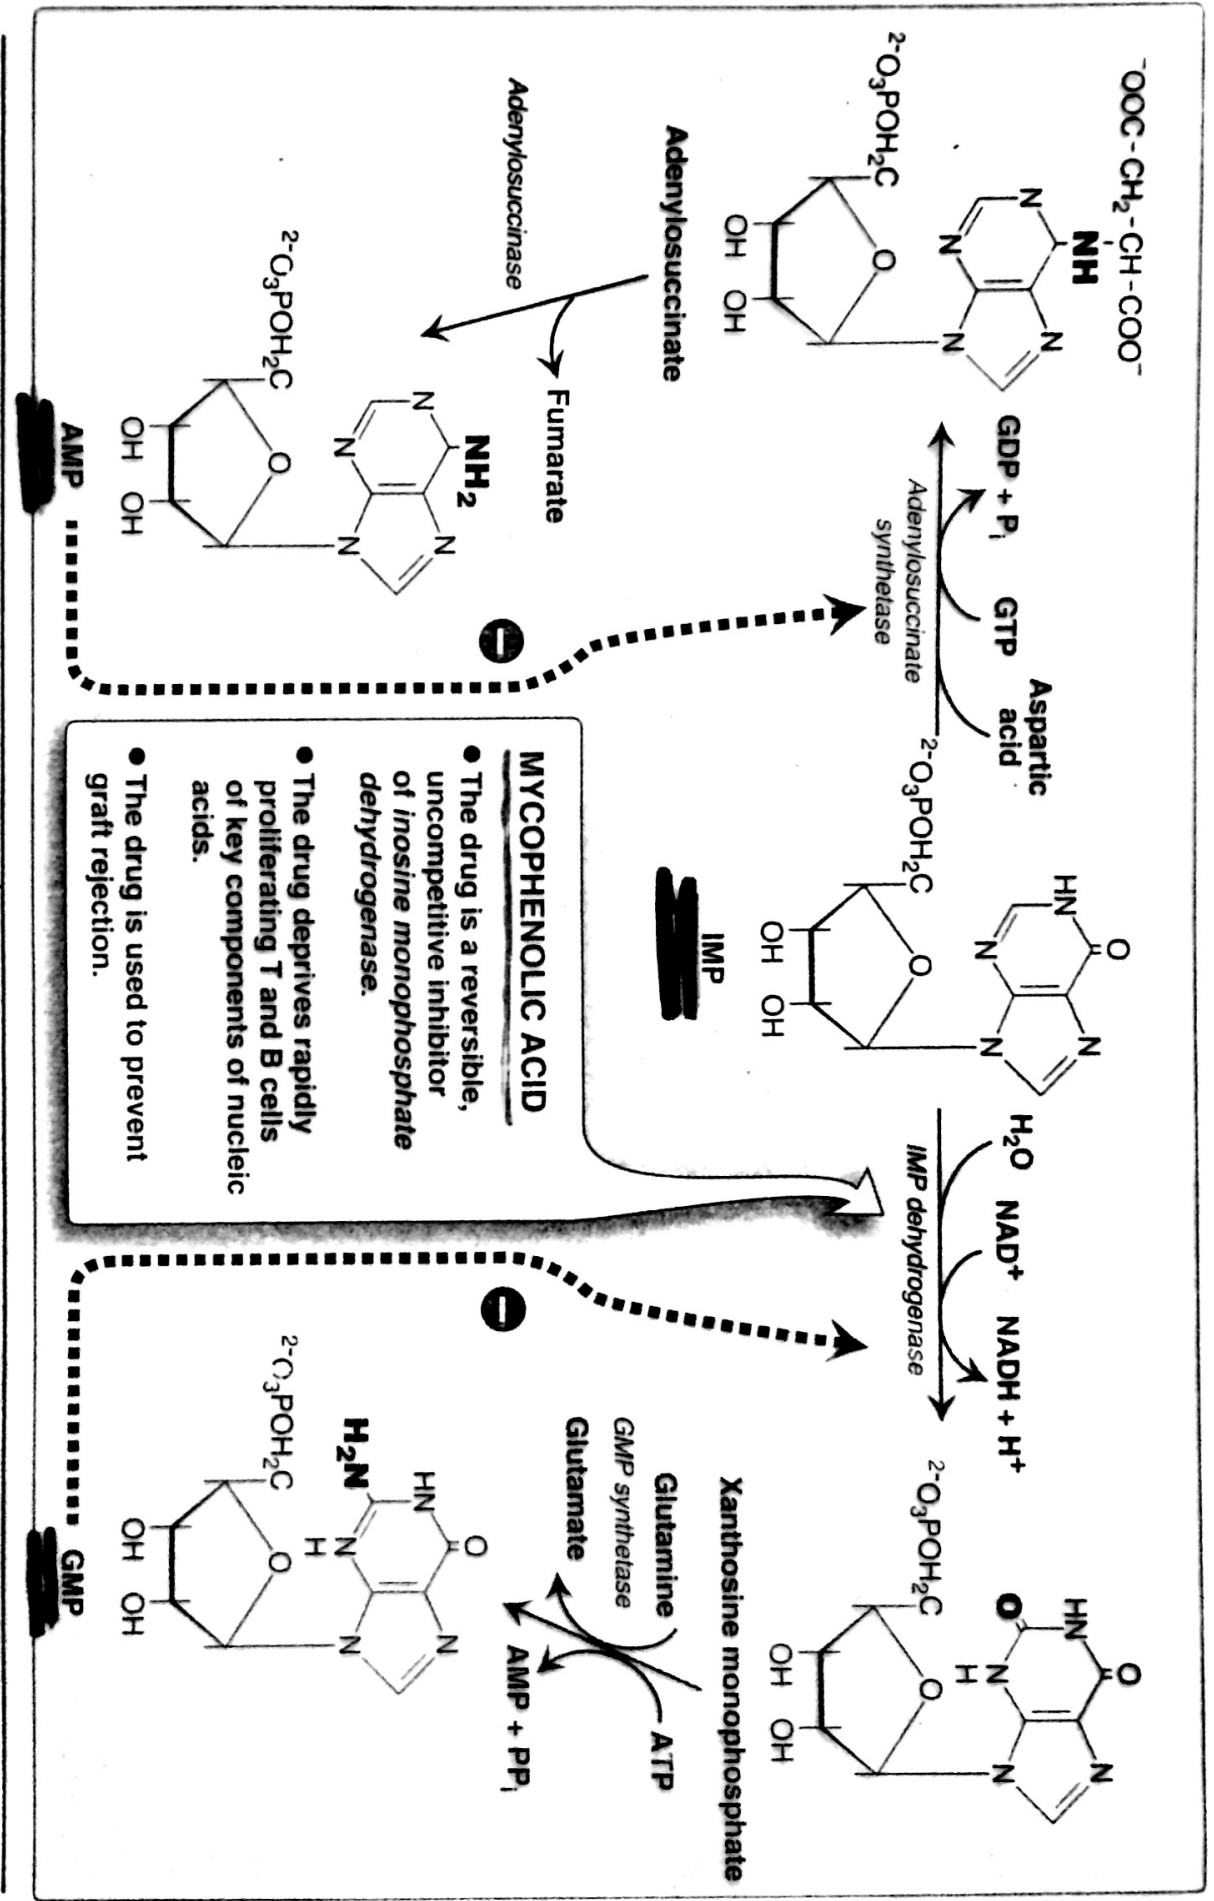 ⁻OOC-CH₂-CH-COO⁻
NH
N
N
N
N
²⁻O₃POH₂C
O
OH OH
Adenylosuccinate
GDP + Pᵢ
GTP
Aspartic
acid
Adenylosuccinate
synthetase
O
HN
N
N
N
²⁻O₃POH₂C
O
OH OH
IMP
H₂O
NAD⁺
NADH + H⁺
IMP dehydrogenase
O
HN
O
N
H
N
N
²⁻O₃POH₂C
O
OH OH
Xanthosine monophosphate
Adenylosuccinase
Fumarate
NH₂
N
N
N
N
²⁻O₃POH₂C
O
OH OH
AMP
MYCOPHENOLIC ACID
● The drug is a reversible,
uncompetitive inhibitor
of inosine monophosphate
dehydrogenase.
● The drug deprives rapidly
proliferating T and B cells
of key components of nucleic
acids.
● The drug is used to prevent
graft rejection.
Glutamine
GMP synthetase
Glutamate
ATP
AMP + PPᵢ
O
HN
H₂N
N
H
N
N
²⁻O₃POH₂C
O
OH OH
GMP